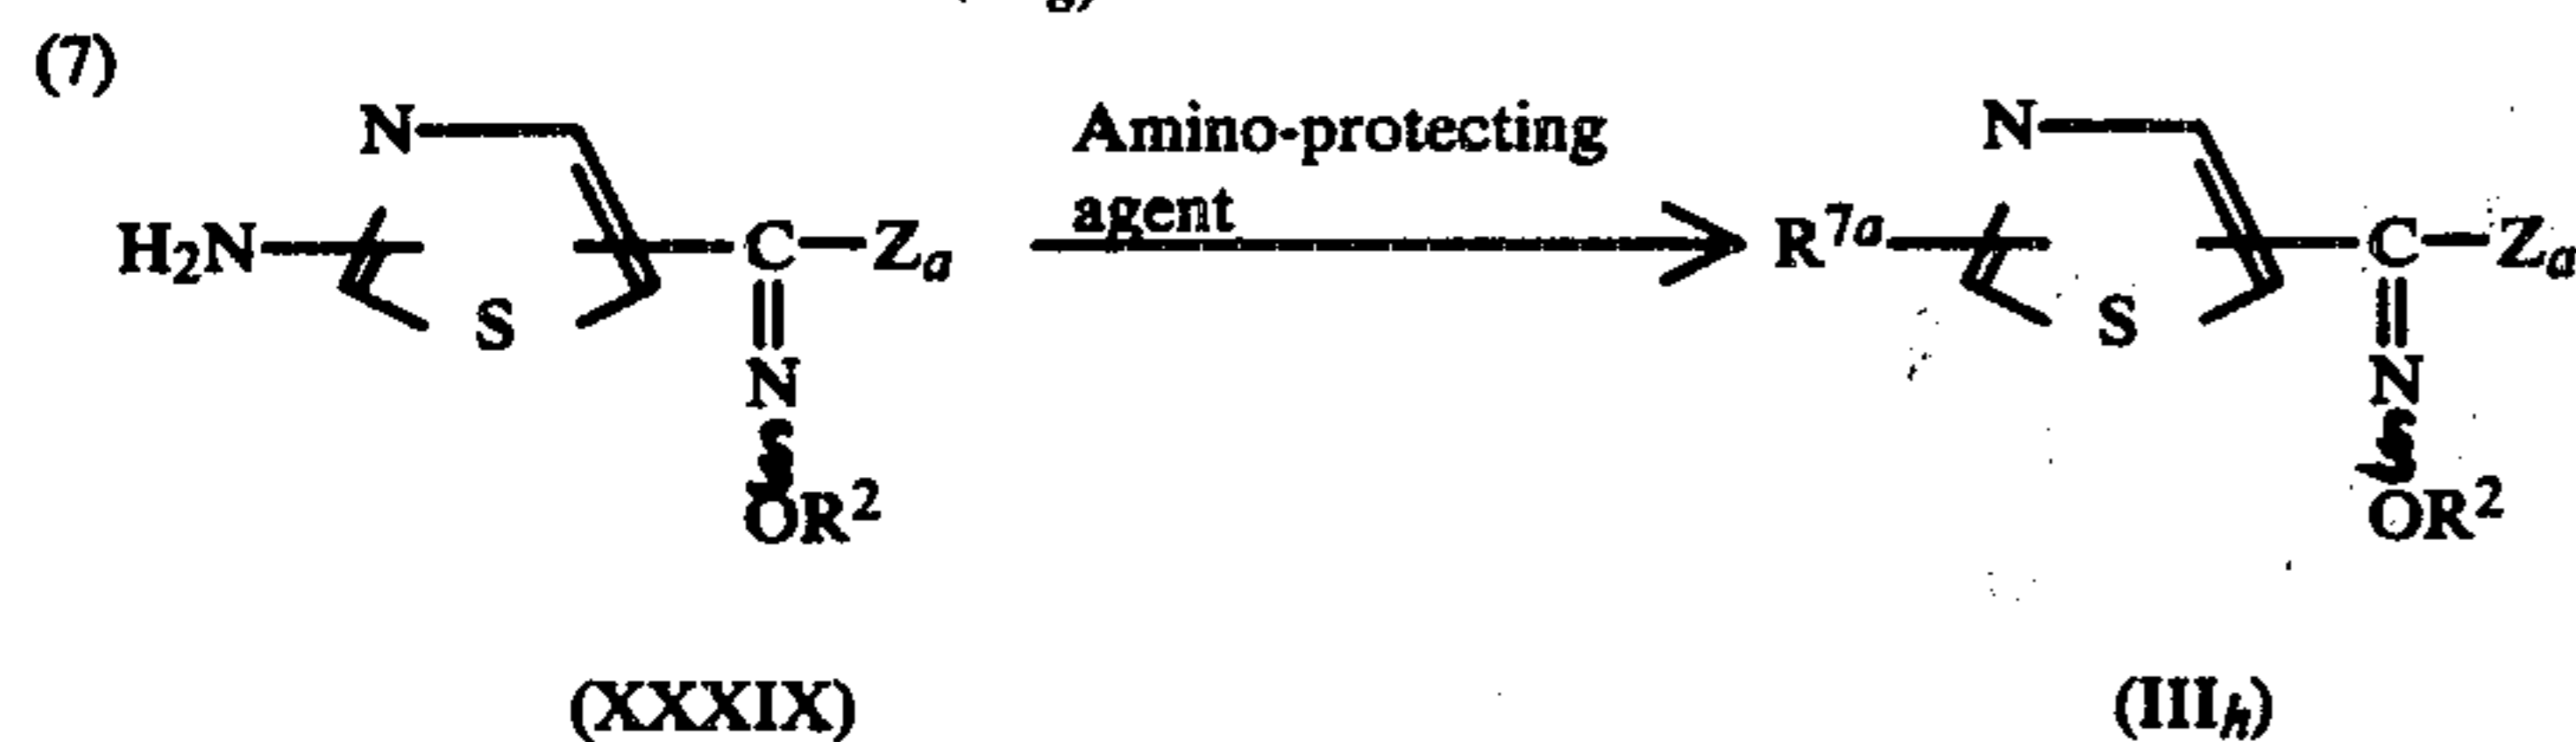 (7)
N
N
Amino-protecting
agent
H2N
C—Za
R7a
C—Za
S
S
N
N
OR2
OR2
(XXXIX)
(IIIh)